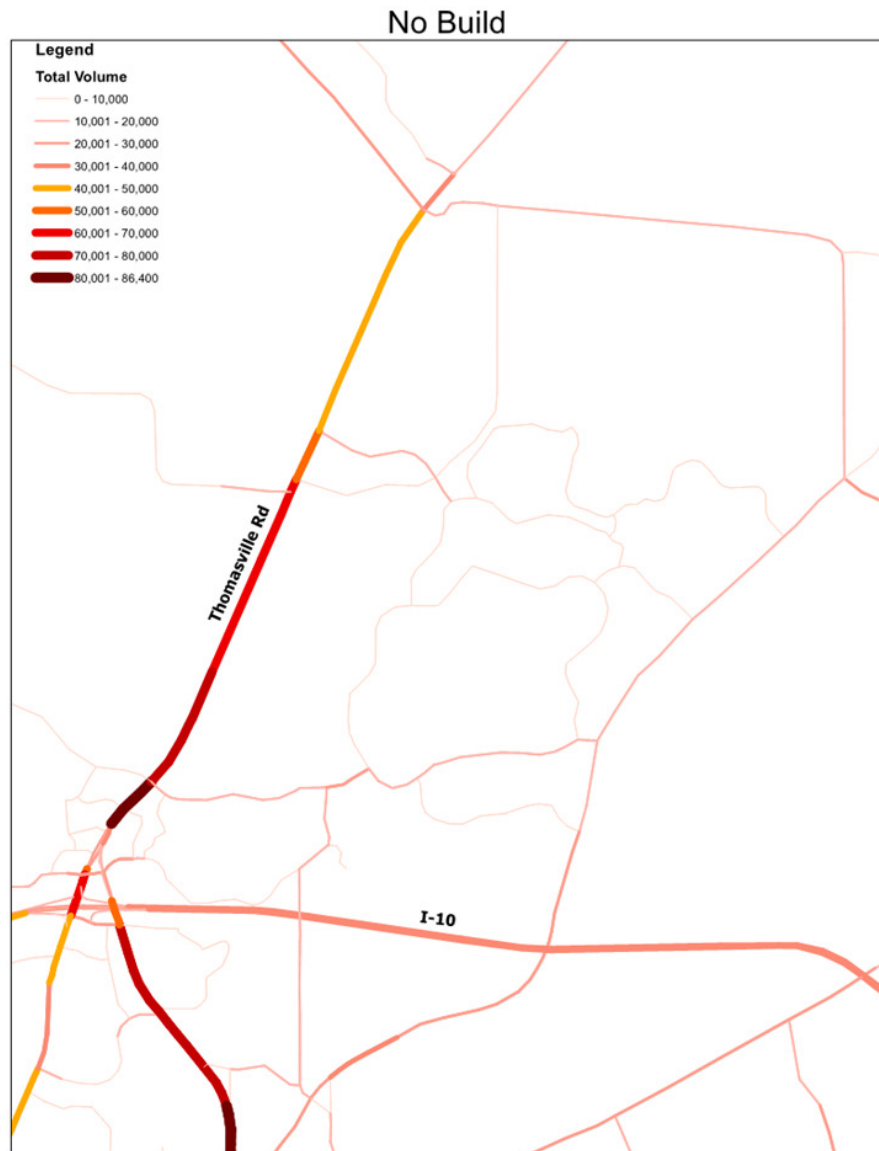 No Build
Legend
Total Volume
0 - 10,000
10,001 - 20,000
20,001 - 30,000
30,001 - 40,000
40,001 - 50,000
50,001 - 60,000
60,001 - 70,000
70,001 - 80,000
80,001 - 86,400
Thomasville Rd
I-10